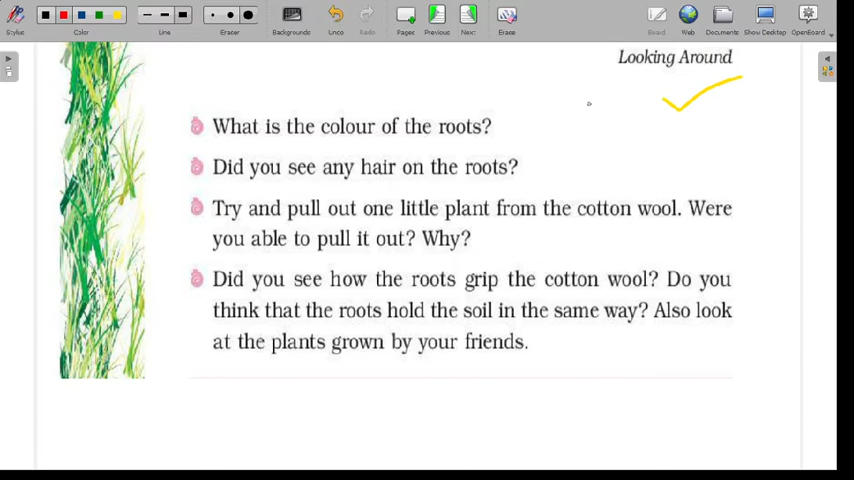 Stylus
Color
Line
Eraser
Backgrounds
Undo
Redo
Pages
Previous
Next
Erase
Board
Web
Documents
Show Desktop
OpenBoard
Looking Around
What is the colour of the roots?
Did you see any hair on the roots?
Try and pull out one little plant from the cotton wool. Were
you able to pull it out? Why?
Did you see how the roots grip the cotton wool? Do you
think that the roots hold the soil in the same way? Also look
at the plants grown by your friends.